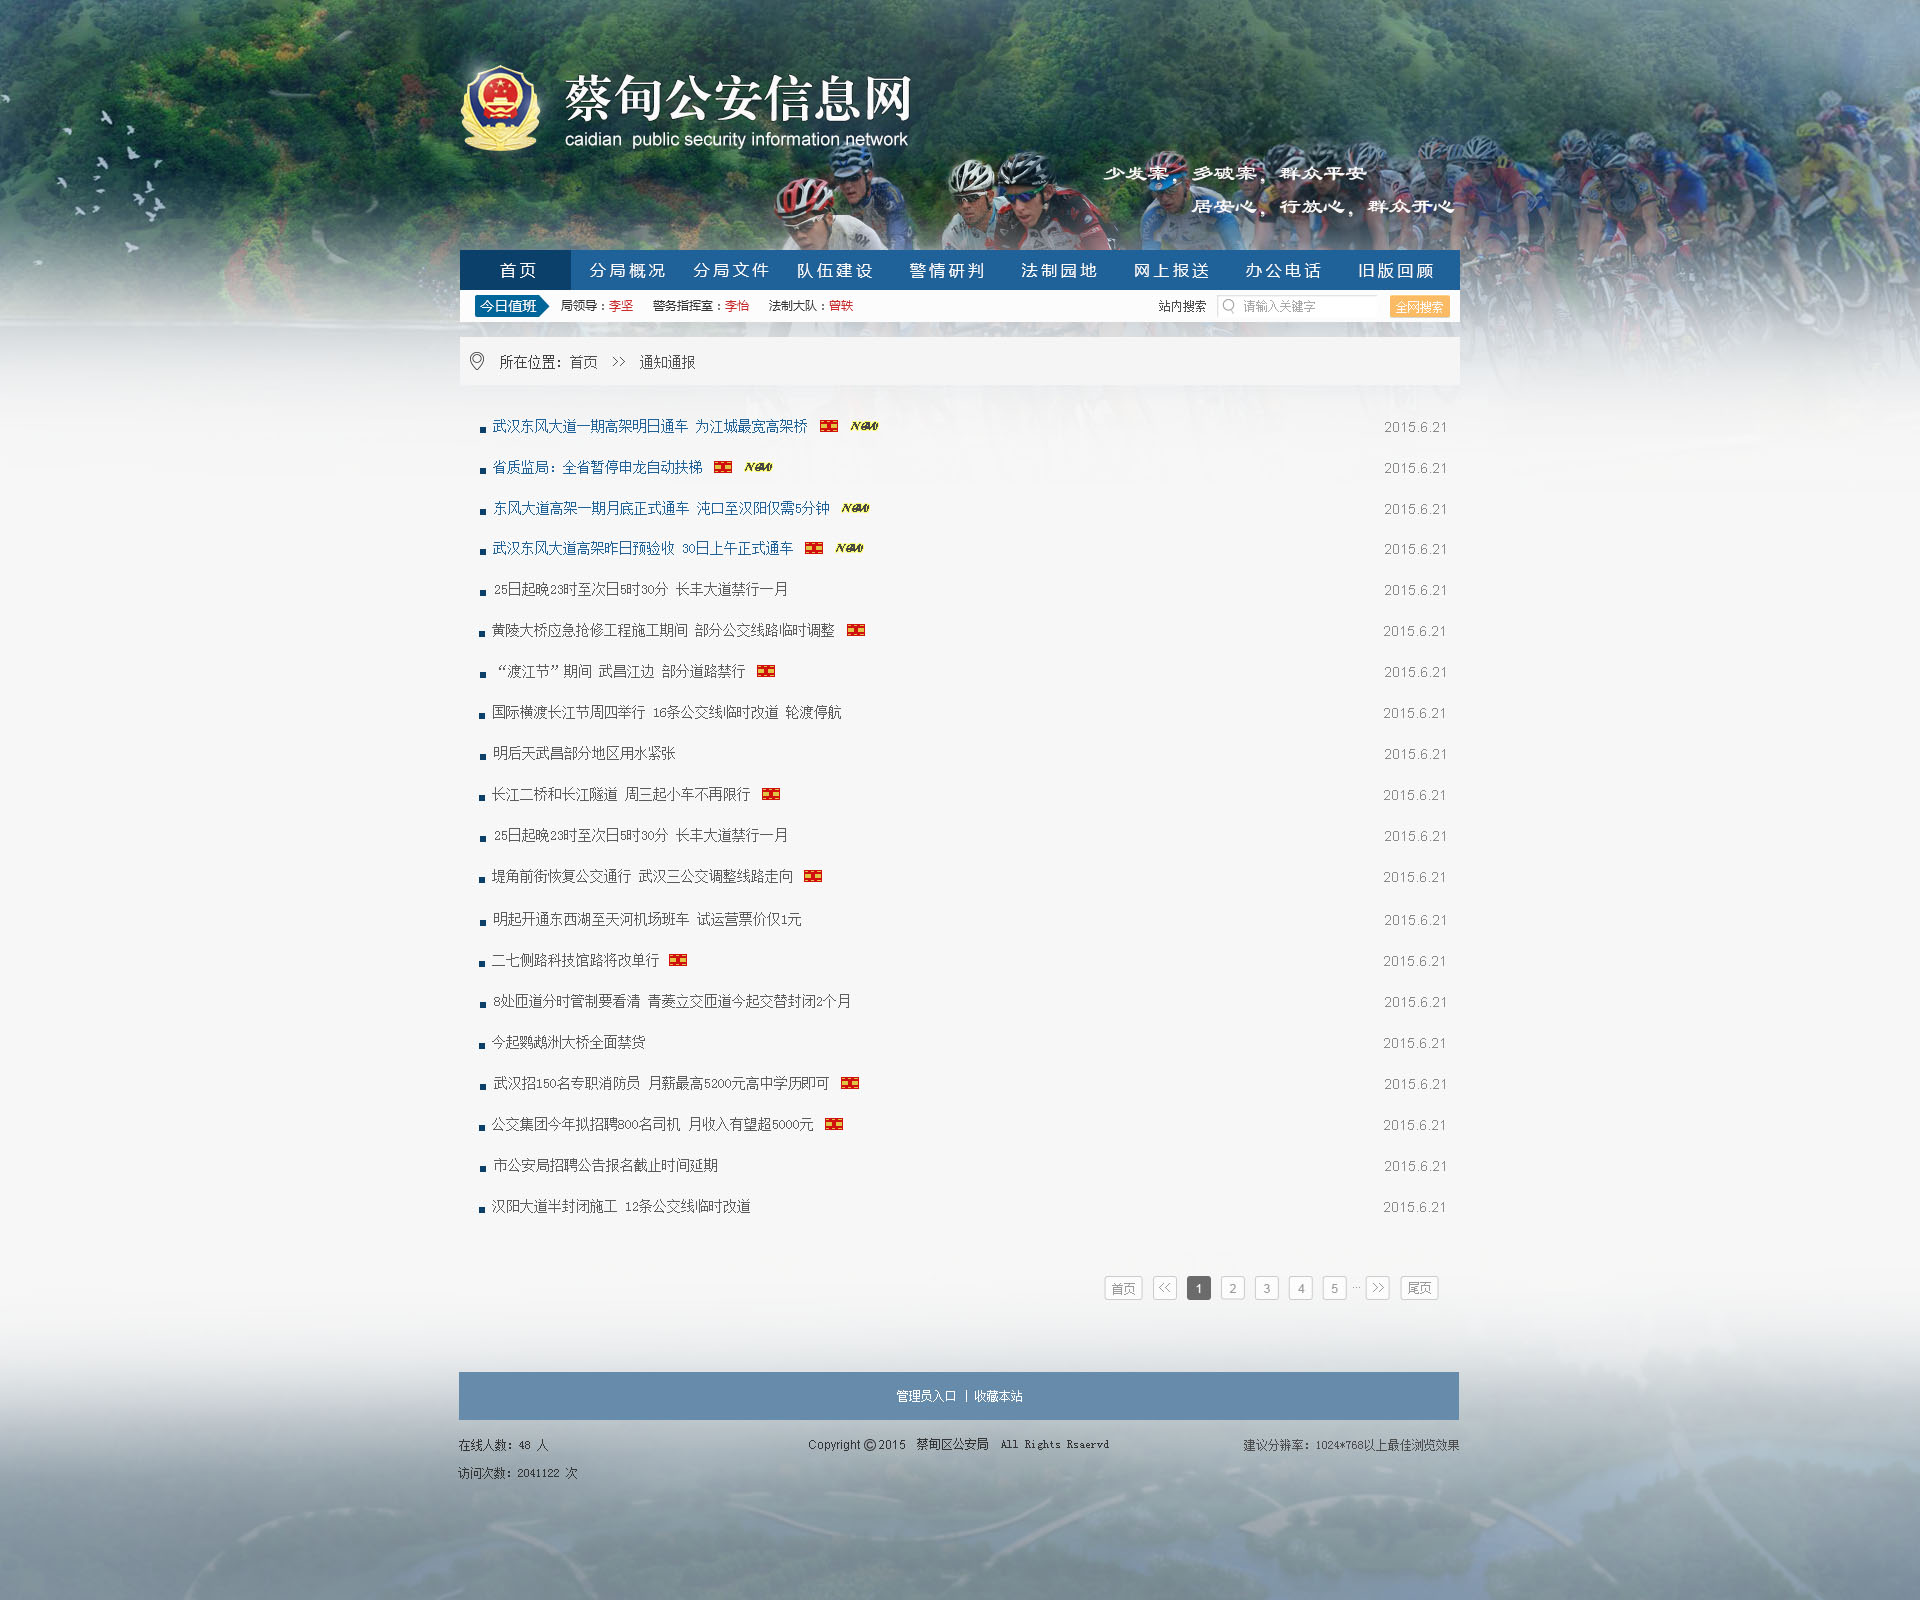 蔡甸公安信息网
caidian public security information network
少发案，多破案，群众平安
居安心，行放心，群众开心
首页 分局概况 分局文件 队伍建设 警情研判 法制园地 网上报送 办公电话 旧版回顾
今日值班 局领导：李坚 警务指挥室：李怡 法制大队：曾轶 站内搜索 请输入关键字 全网搜索
所在位置：首页 >> 通知通报
武汉东风大道一期高架明日通车 为江城最宽高架桥 NEW! 2015.6.21
省质监局：全省暂停申龙自动扶梯 NEW! 2015.6.21
东风大道高架一期月底正式通车 沌口至汉阳仅需5分钟 NEW! 2015.6.21
武汉东风大道高架昨日预验收 30日上午正式通车 NEW! 2015.6.21
25日起晚23时至次日5时30分 长丰大道禁行一月 2015.6.21
黄陵大桥应急抢修工程施工期间 部分公交线路临时调整 2015.6.21
“渡江节”期间 武昌江边 部分道路禁行 2015.6.21
国际横渡长江节周四举行 16条公交线临时改道 轮渡停航 2015.6.21
明后天武昌部分地区用水紧张 2015.6.21
长江二桥和长江隧道 周三起小车不再限行 2015.6.21
25日起晚23时至次日5时30分 长丰大道禁行一月 2015.6.21
堤角前街恢复公交通行 武汉三公交调整线路走向 2015.6.21
明起开通东西湖至天河机场班车 试运营票价仅1元 2015.6.21
二七侧路科技馆路将改单行 2015.6.21
8处匝道分时管制要看清 青菱立交匝道今起交替封闭2个月 2015.6.21
今起鹦鹉洲大桥全面禁货 2015.6.21
武汉招150名专职消防员 月薪最高5200元高中学历即可 2015.6.21
公交集团今年拟招聘800名司机 月收入有望超5000元 2015.6.21
市公安局招聘公告报名截止时间延期 2015.6.21
汉阳大道半封闭施工 12条公交线临时改道 2015.6.21
首页 << 1 2 3 4 5 ... >> 尾页
管理员入口 | 收藏本站
在线人数：48 人 Copyright ©2015 蔡甸区公安局 All Rights Rsaervd 建议分辨率：1024*768以上最佳浏览效果
访问次数：2041122 次